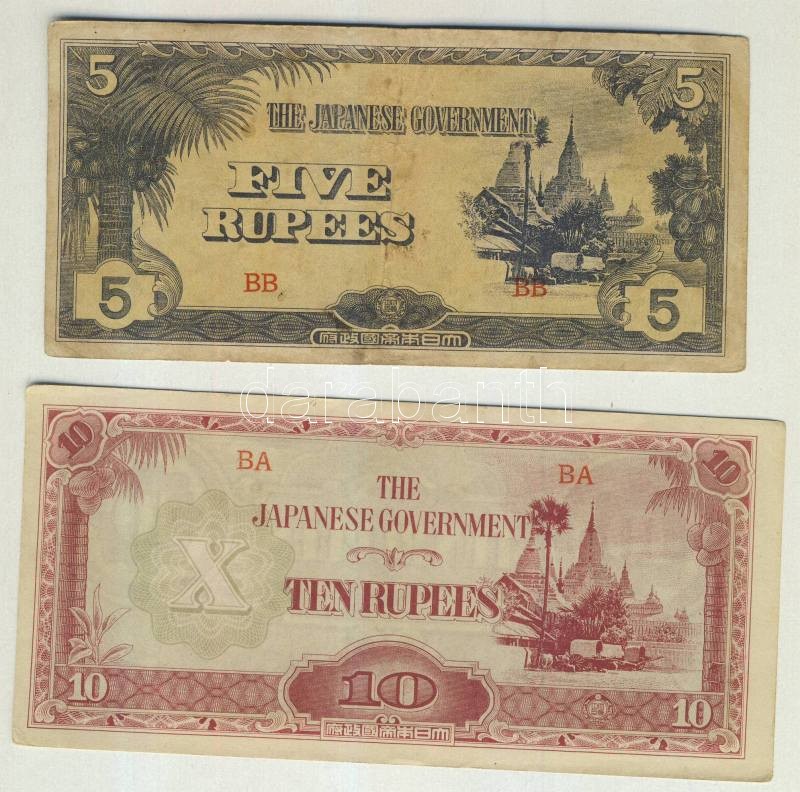 5 5
THE JAPANESE GOVERNMENT
FIVE
RUPEES
BB BB
5 5
府政國帝本日大
darabanth
10 10
BA BA
THE
JAPANESE GOVERNMENT
X
TEN RUPEES
10 10 10
府政國帝本日大